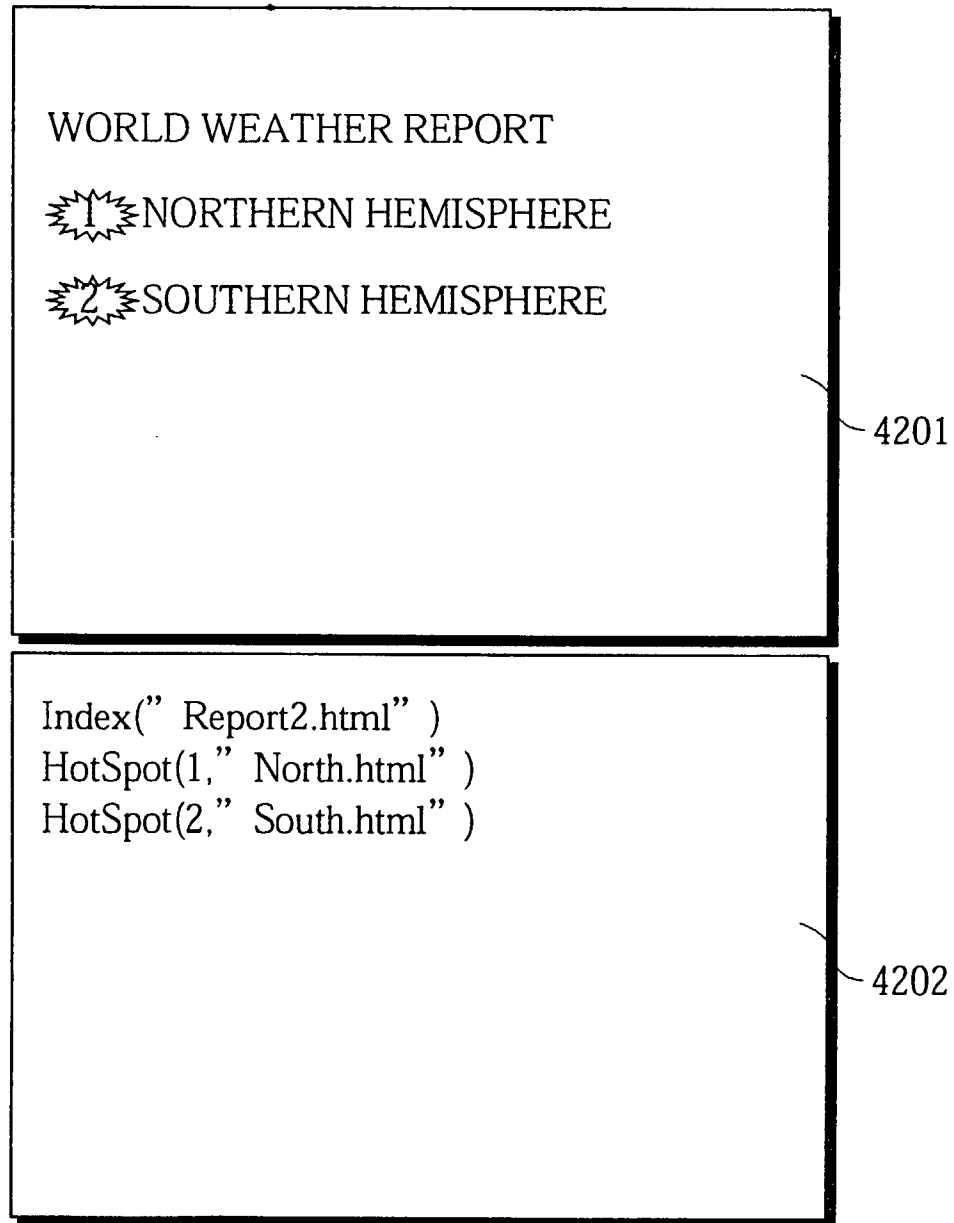 WORLD WEATHER REPORT
1 NORTHERN HEMISPHERE
2 SOUTHERN HEMISPHERE
4201
Index(” Report2.html” )
HotSpot(1,” North.html” )
HotSpot(2,” South.html” )
4202